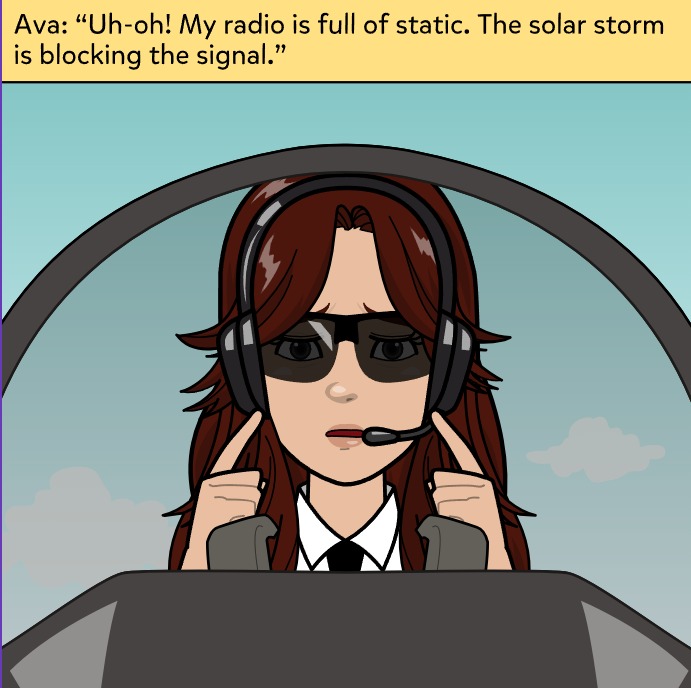 Ava: “Uh-oh! My radio is full of static. The solar storm
is blocking the signal.”